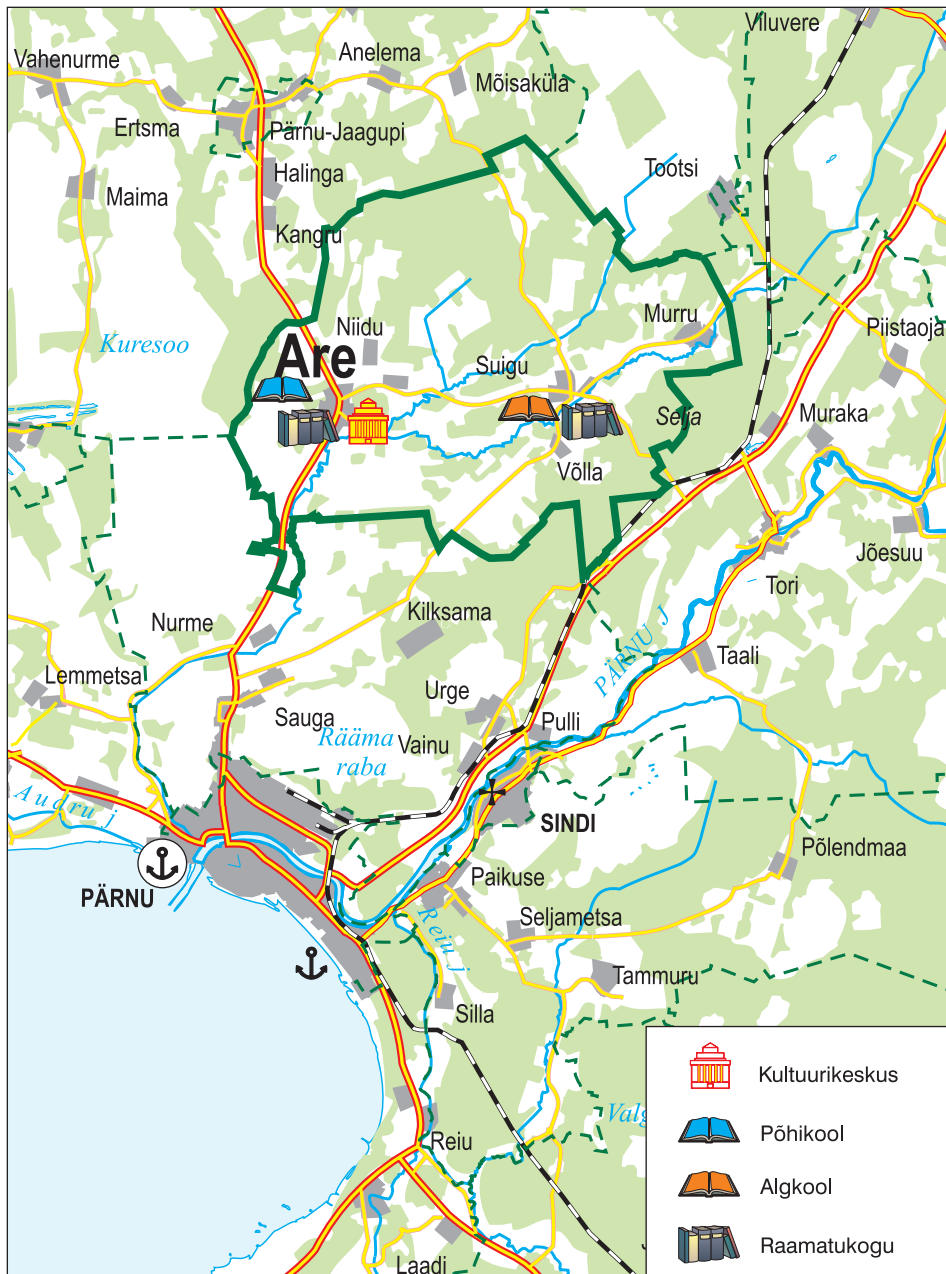 Viluvere
Vahenurme
Anelema
Mõisaküla
Ertsma
Pärnu-Jaagupi
Halinga
Tootsi
Maima
Kangru
Murru
Niidu
Piistaoja
Kuresoo
Are
Suigu
Selja
Muraka
Võlla
Jõesuu
Tori
Kilksama
Nurme
PÄRNU J
Taali
Lemmetsa
Urge
Sauga
Pulli
Rääma
raba
Vainu
Audru j
SINDI
Põlendmaa
PÄRNU
Paikuse
Seljametsa
Reiu j
Tammuru
Silla
Reiu
Laadi
Kultuurikeskus
Põhikool
Algkool
Raamatukogu